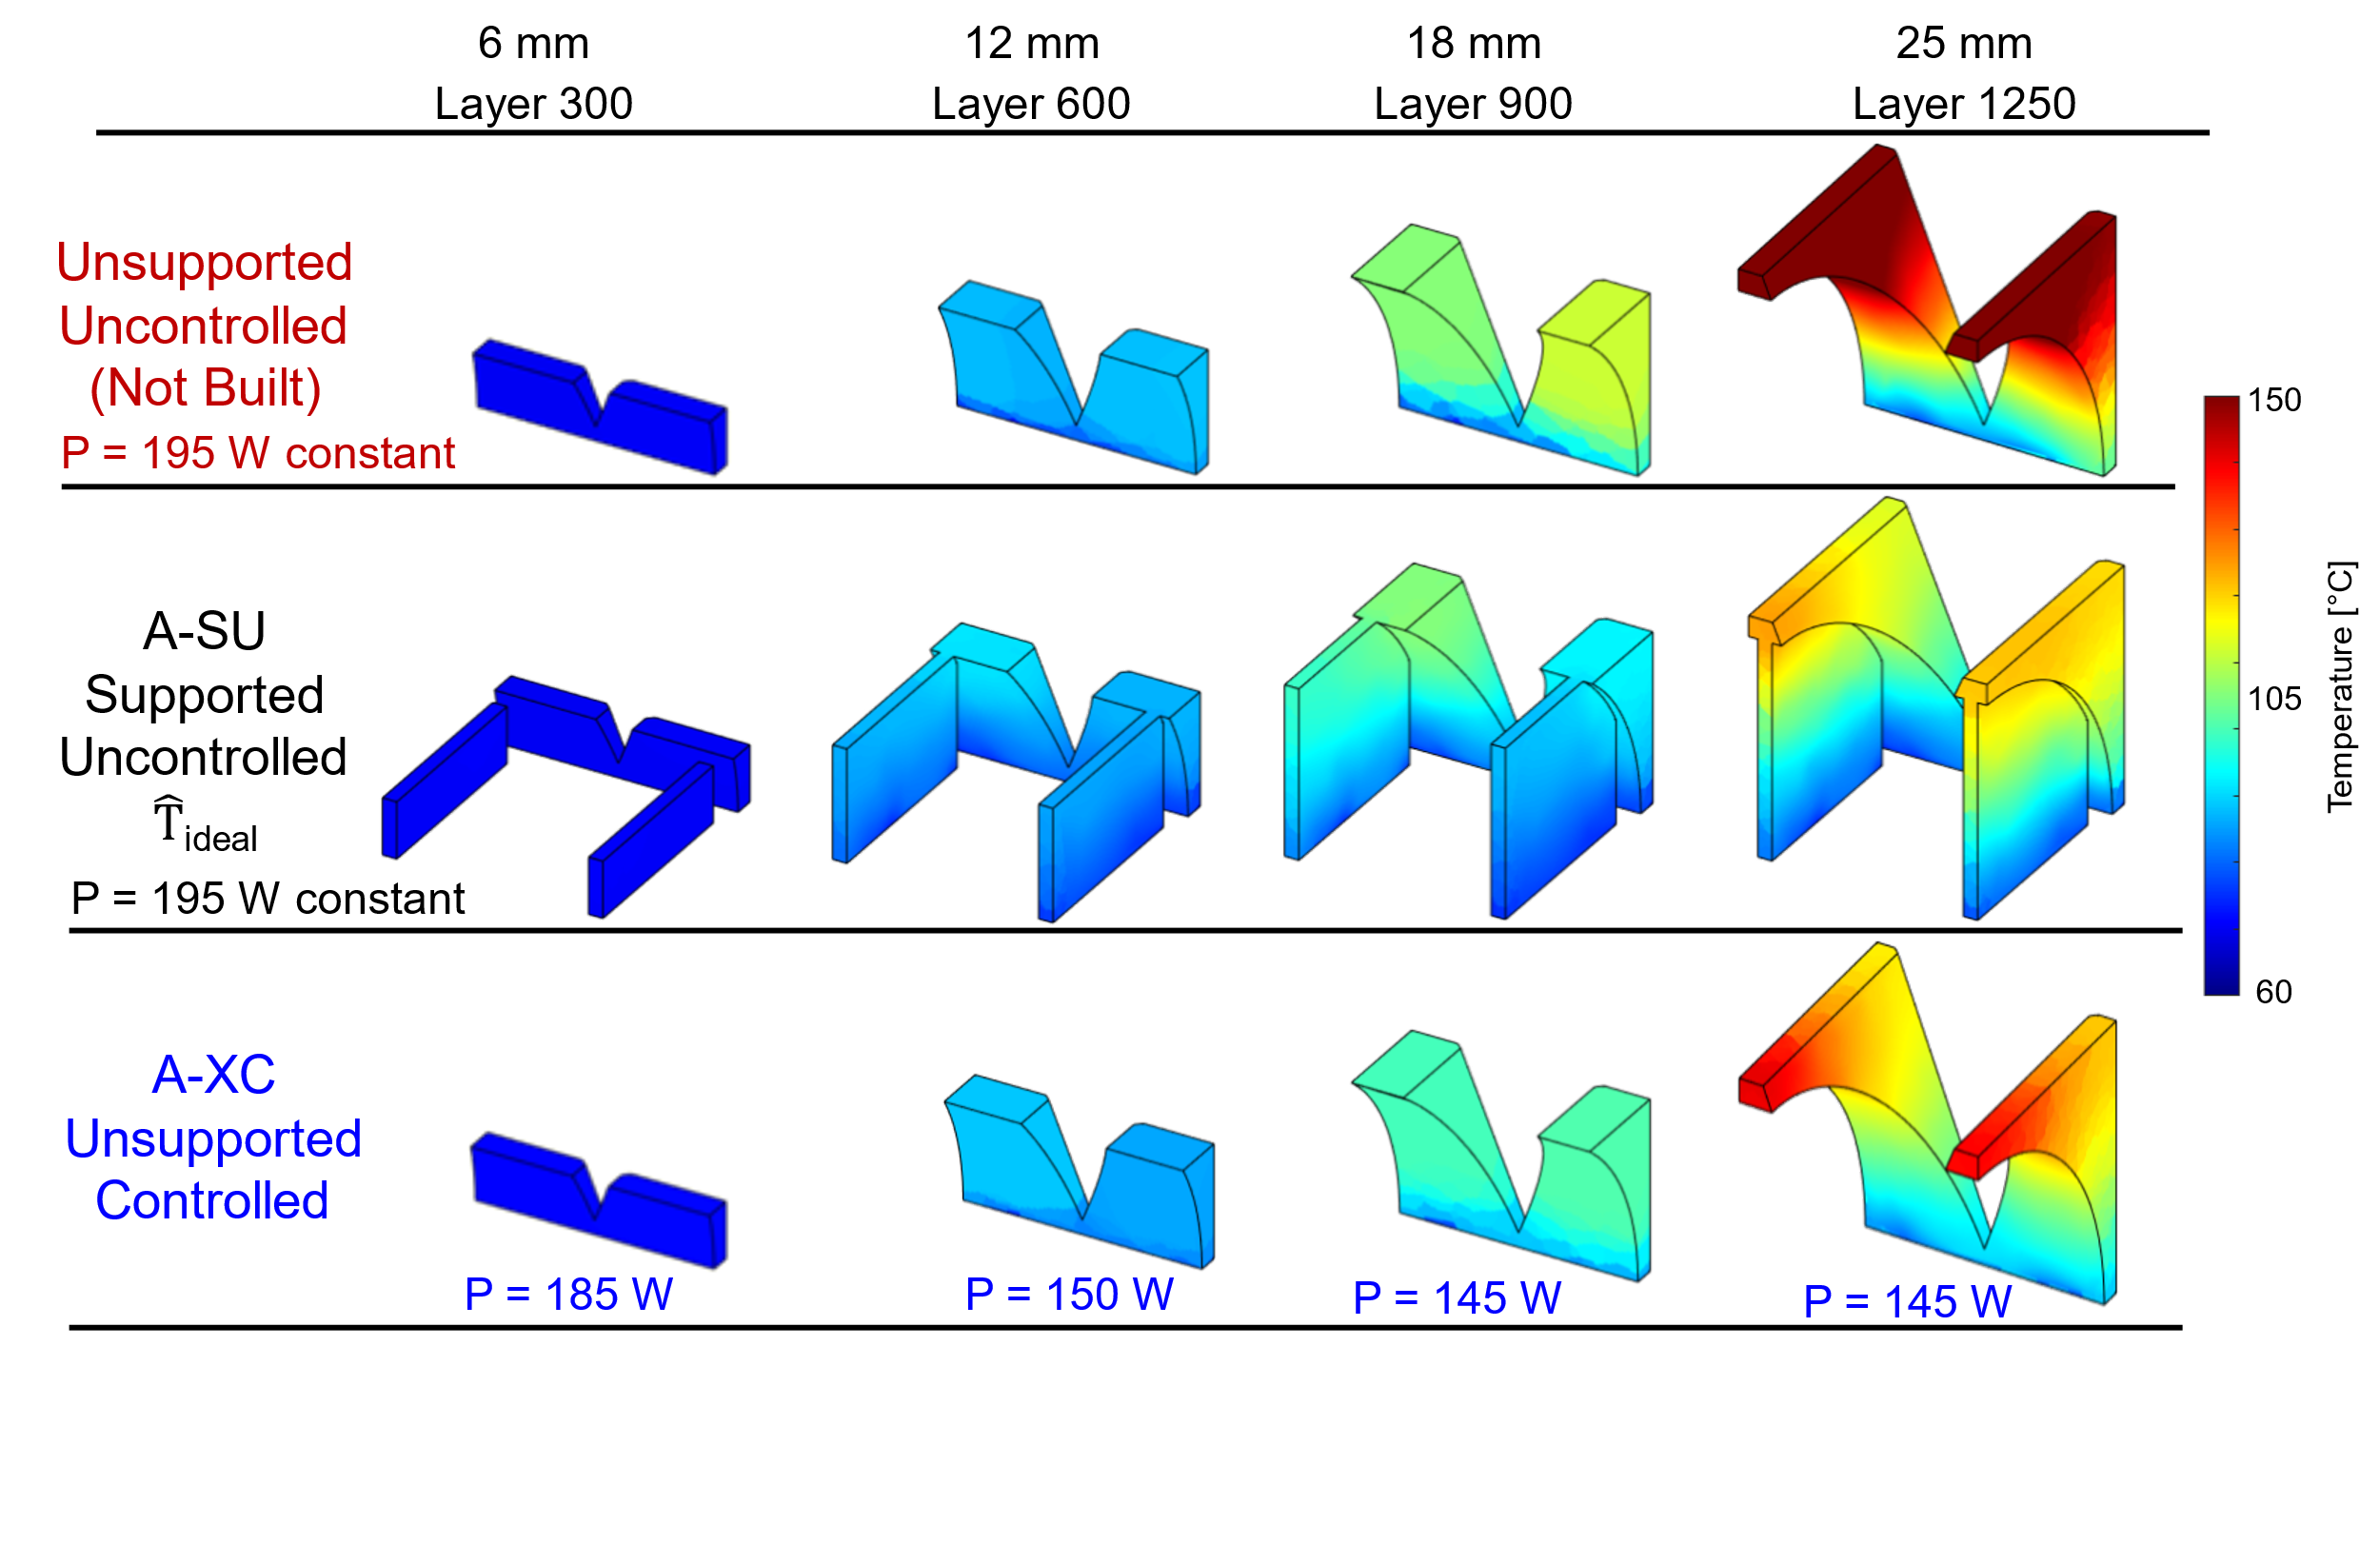 6 mm 12 mm 18 mm 25 mm
Layer 300 Layer 600 Layer 900 Layer 1250
Unsupported
Uncontrolled
(Not Built)
P = 195 W constant
A-SU
Supported
Uncontrolled
T̂ideal
P = 195 W constant
A-XC
Unsupported
Controlled
P = 185 W P = 150 W P = 145 W P = 145 W
150
105
60
Temperature [°C]